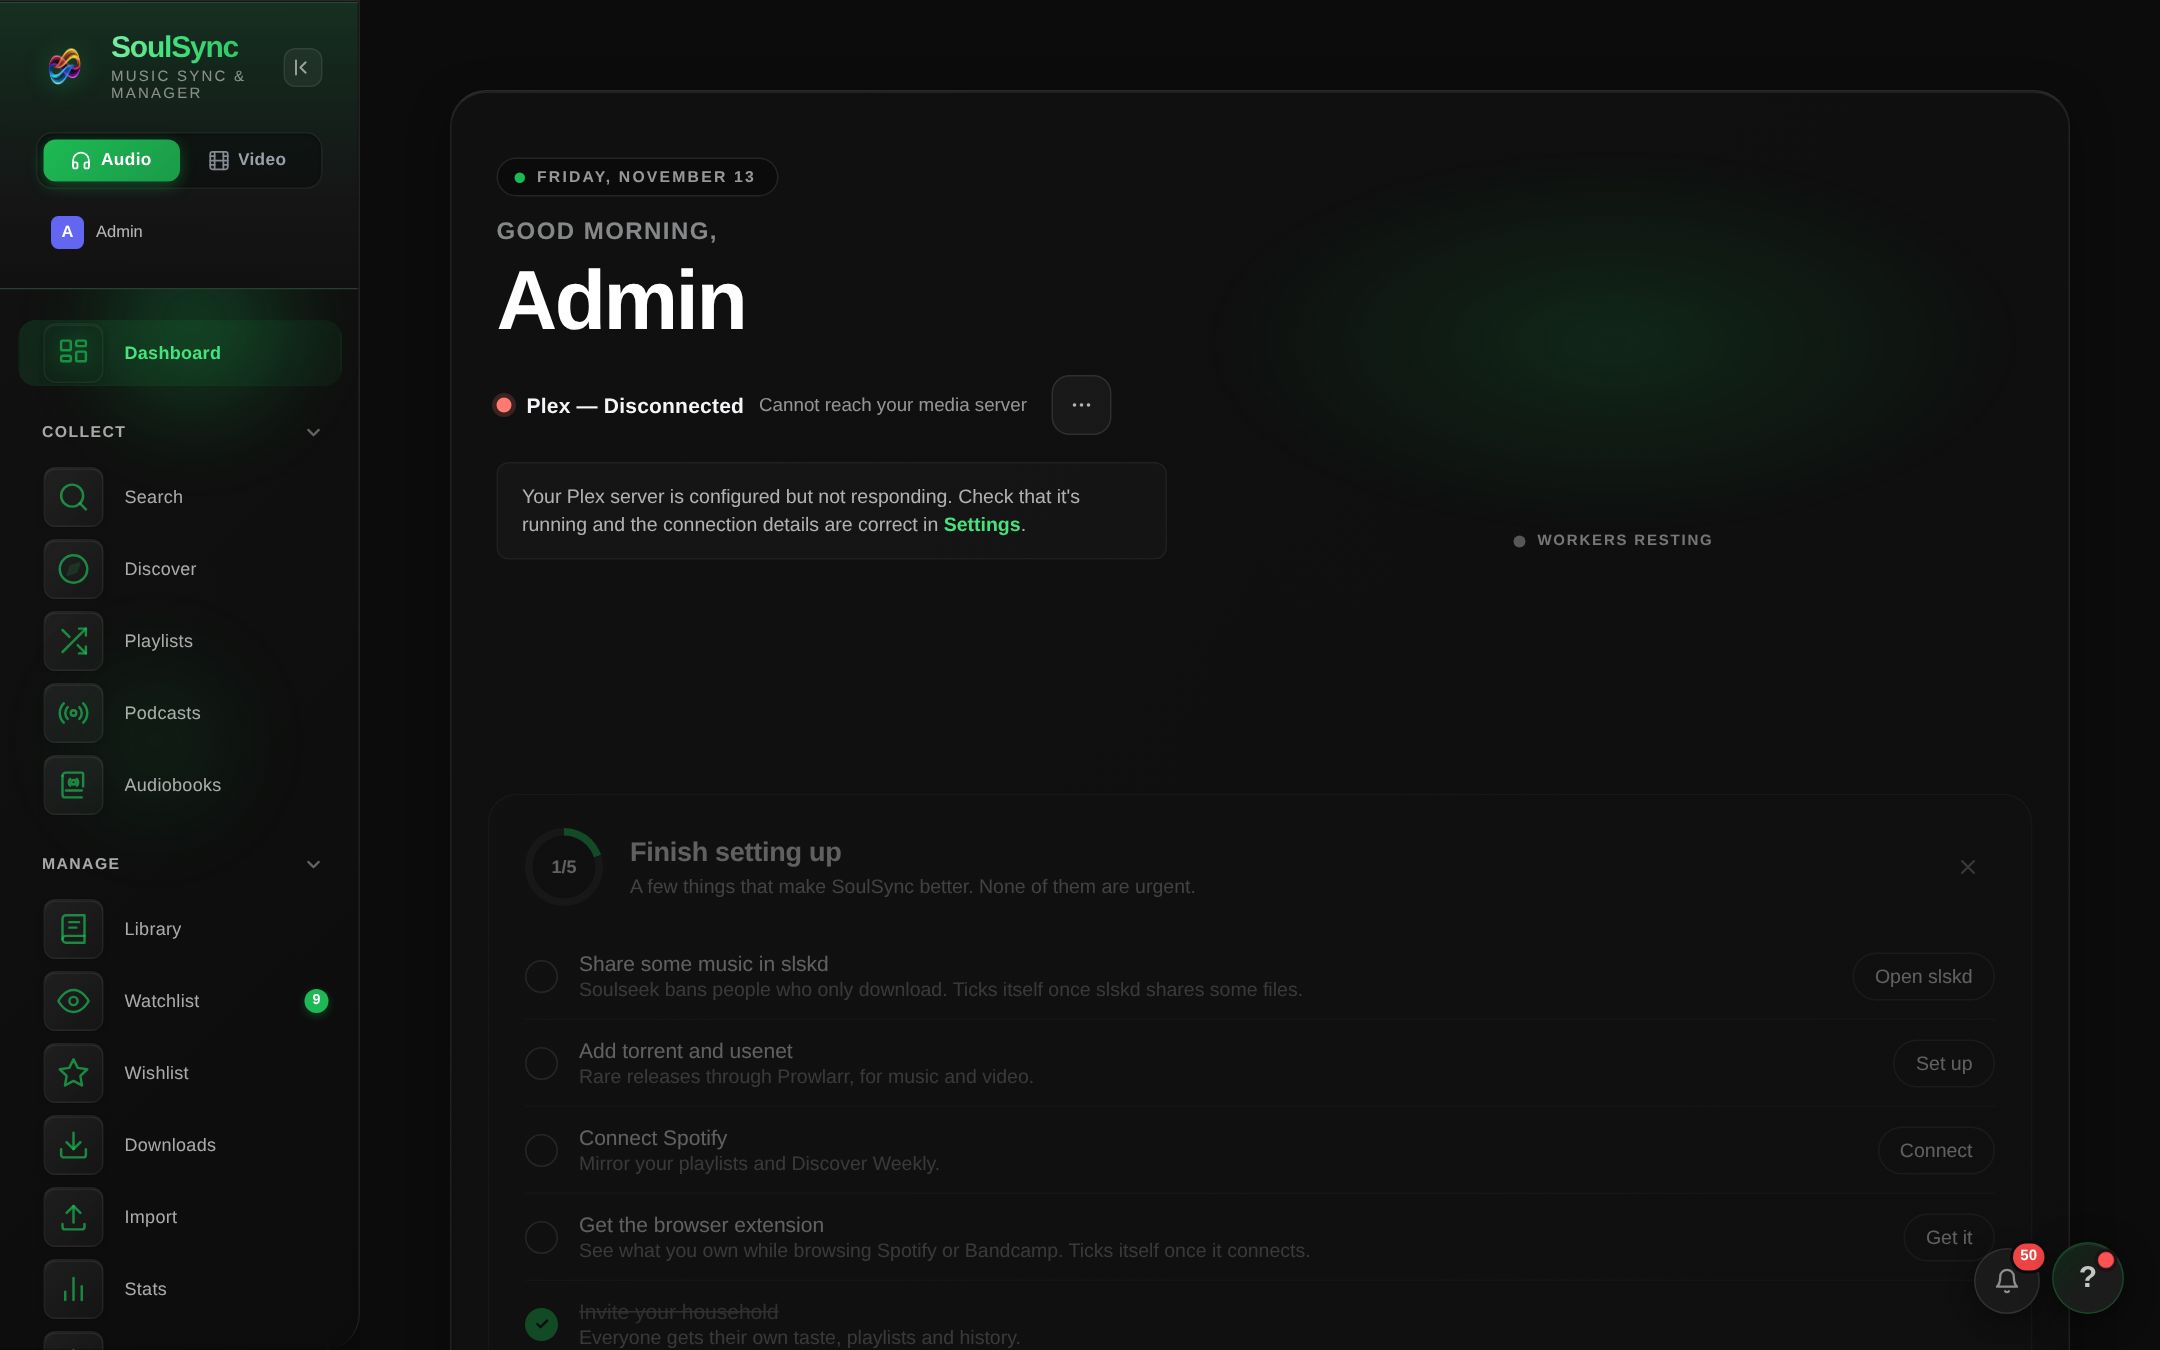 SoulSync
MUSIC SYNC &
MANAGER
Audio
Video
A
Admin
Dashboard
COLLECT
Search
Discover
Playlists
Podcasts
Audiobooks
MANAGE
Library
Watchlist
9
Wishlist
Downloads
Import
Stats
FRIDAY, NOVEMBER 13
GOOD MORNING,
Admin
Plex — Disconnected
Cannot reach your media server
Your Plex server is configured but not responding. Check that it's
running and the connection details are correct in Settings.
WORKERS RESTING
1/5
Finish setting up
A few things that make SoulSync better. None of them are urgent.
Share some music in slskd
Soulseek bans people who only download. Ticks itself once slskd shares some files.
Open slskd
Add torrent and usenet
Rare releases through Prowlarr, for music and video.
Set up
Connect Spotify
Mirror your playlists and Discover Weekly.
Connect
Get the browser extension
See what you own while browsing Spotify or Bandcamp. Ticks itself once it connects.
Get it
Invite your household
Everyone gets their own taste, playlists and history.
50
?